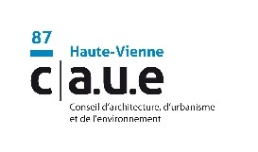 87
Haute-Vienne
c|a.u.e
Conseil d'architecture, d'urbanisme
et de l'environnement